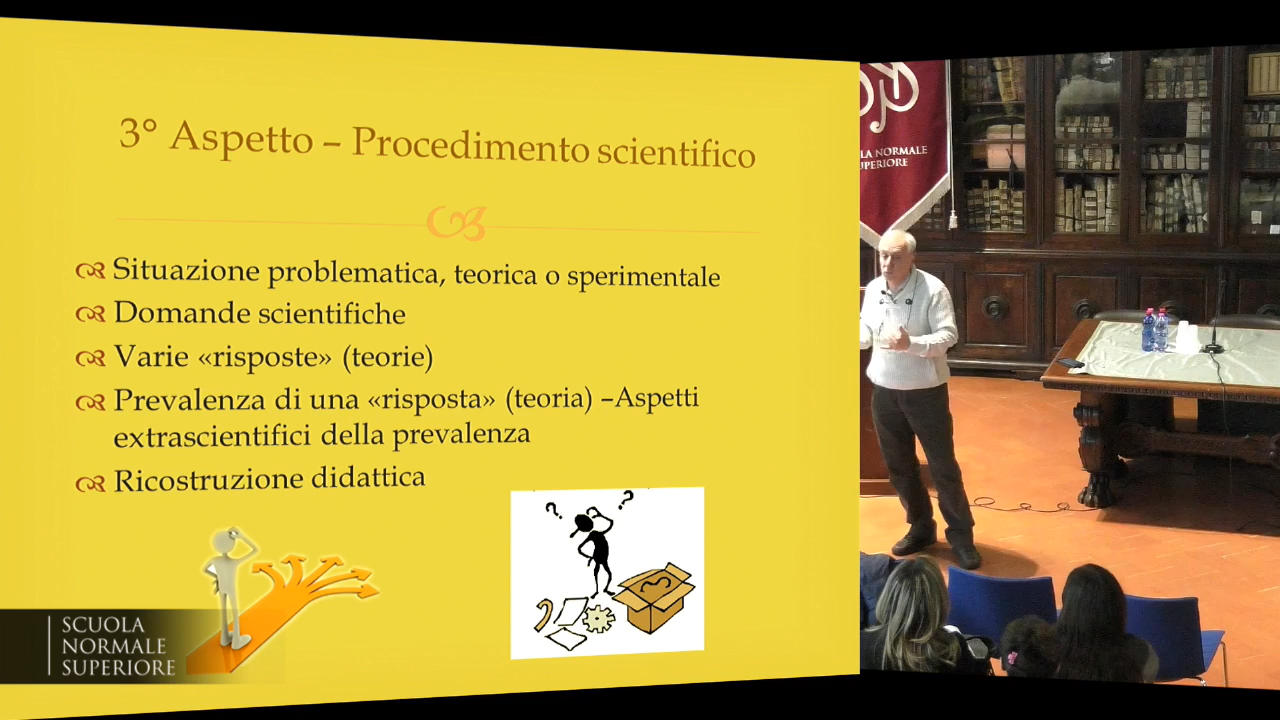 3° Aspetto – Procedimento scientifico
Situazione problematica, teorica o sperimentale
Domande scientifiche
Varie «risposte» (teorie)
Prevalenza di una «risposta» (teoria) –Aspetti
extrascientifici della prevalenza
Ricostruzione didattica
? ?
SCUOLA
NORMALE
SUPERIORE
LA NORMALE
SUPERIORE